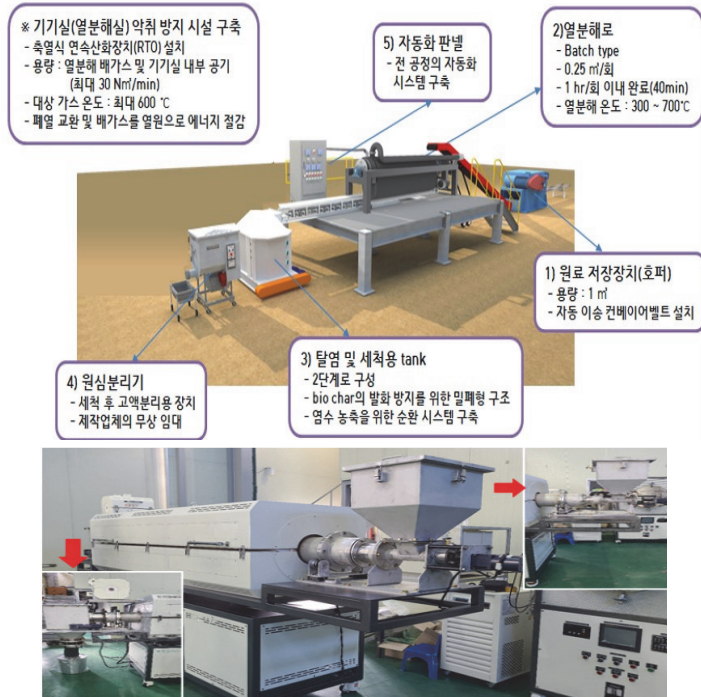 ※ 기기실(열분해실) 악취 방지 시설 구축
- 축열식 연속산화장치(RTO) 설치
- 용량 : 열분해 배가스 및 기기실 내부 공기
(최대 30 N㎥/min)
- 대상 가스 온도 : 최대 600 ℃
- 폐열 교환 및 배가스를 열원으로 에너지 절감
5) 자동화 판넬
- 전 공정의 자동화
시스템 구축
2)열분해로
- Batch type
- 0.25 ㎥/회
- 1 hr/회 이내 완료(40min)
- 열분해 온도 : 300 ~ 700℃
1) 원료 저장장치(호퍼)
- 용량 : 1 ㎥
- 자동 이송 컨베이어벨트 설치
3) 탈염 및 세척용 tank
- 2단계로 구성
- bio char의 발화 방지를 위한 밀폐형 구조
- 염수 농축을 위한 순환 시스템 구축
4) 원심분리기
- 세척 후 고액분리용 장치
- 제작업체의 무상 임대